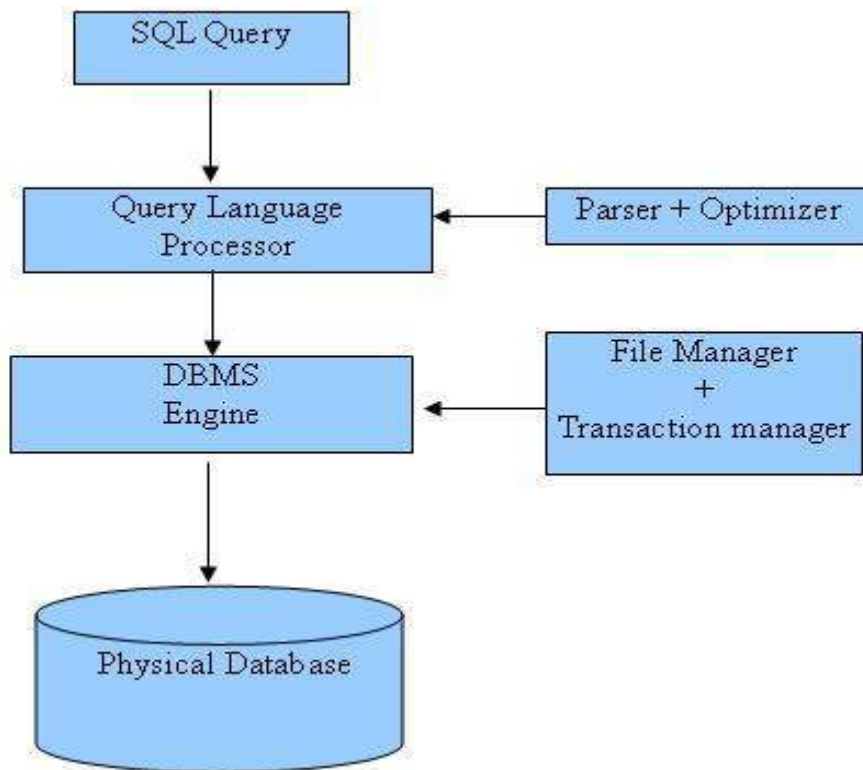 SQL Query
Query Language
Processor
Parser + Optimizer
DBMS
Engine
File Manager
+
Transaction manager
Physical Database